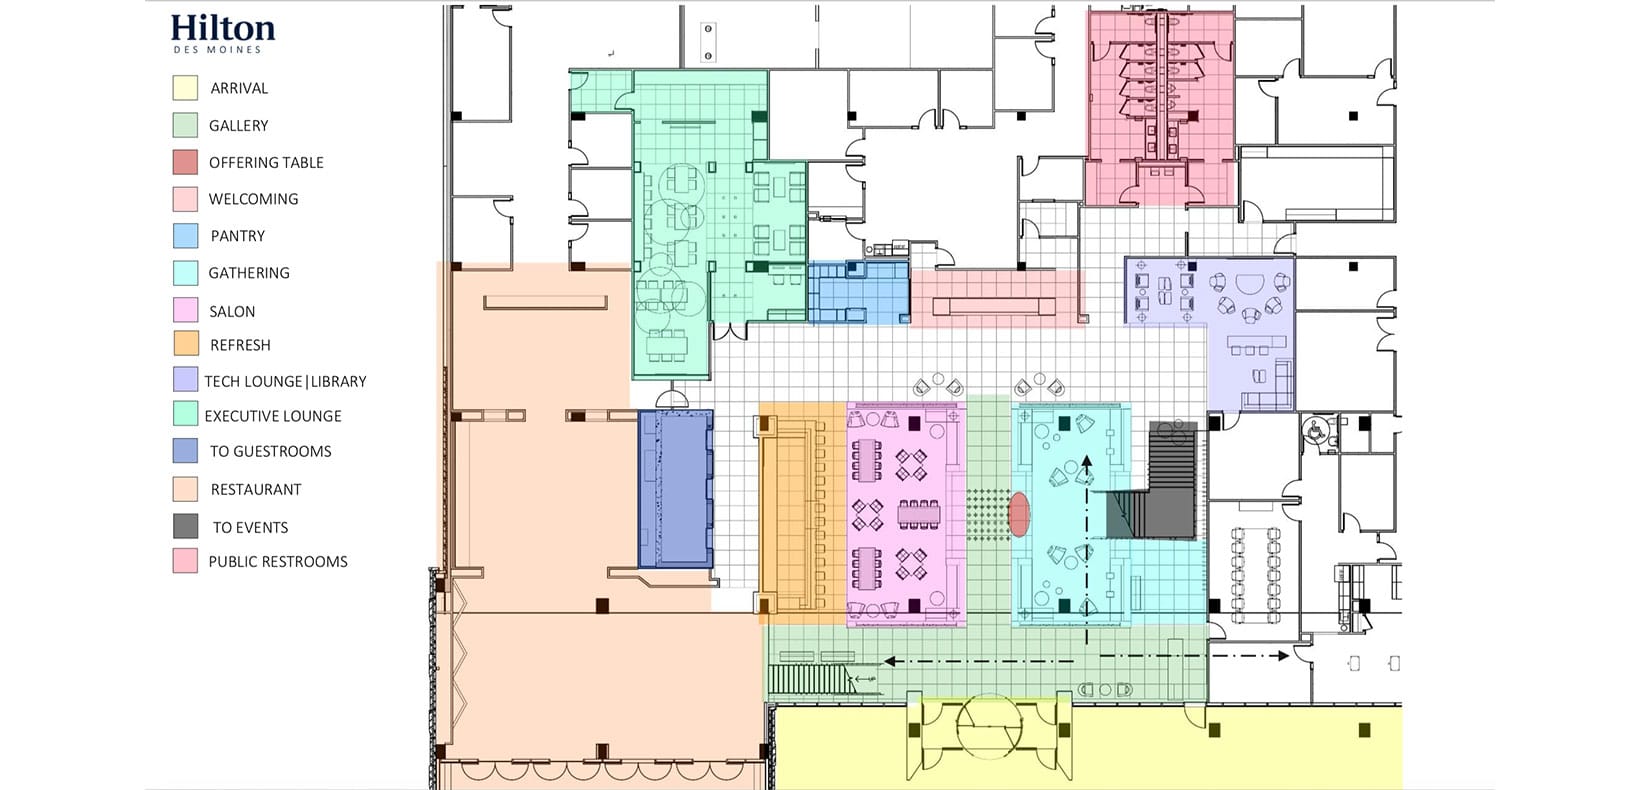 Hilton
DES MOINES
ARRIVAL
GALLERY
OFFERING TABLE
WELCOMING
PANTRY
GATHERING
SALON
REFRESH
TECH LOUNGE|LIBRARY
EXECUTIVE LOUNGE
TO GUESTROOMS
RESTAURANT
TO EVENTS
PUBLIC RESTROOMS